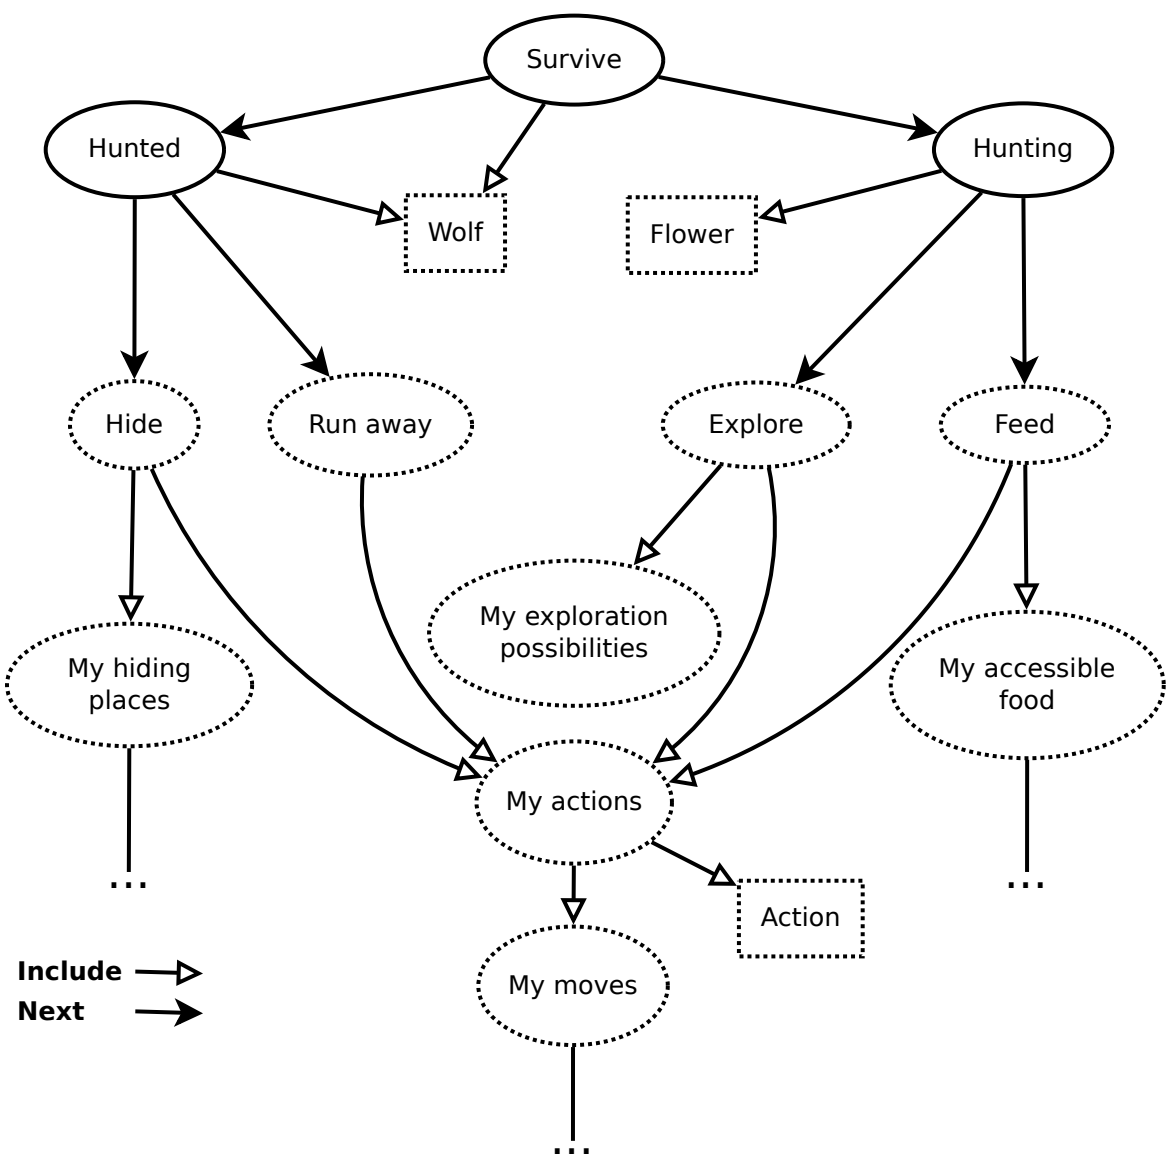 Survive
Hunted
Hunting
Wolf
Flower
Hide
Run away
Explore
Feed
My exploration
possibilities
My hiding
places
My accessible
food
My actions
...
...
Action
Include
Next
My moves
...